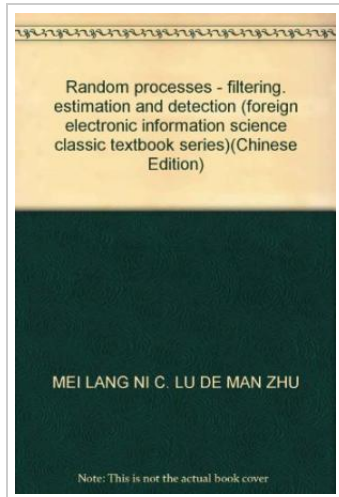 Random processes - filtering.
estimation and detection (foreign
electronic information science
classic textbook series)(Chinese
Edition)
MEI LANG NI C. LU DE MAN ZHU
Note: This is not the actual book cover